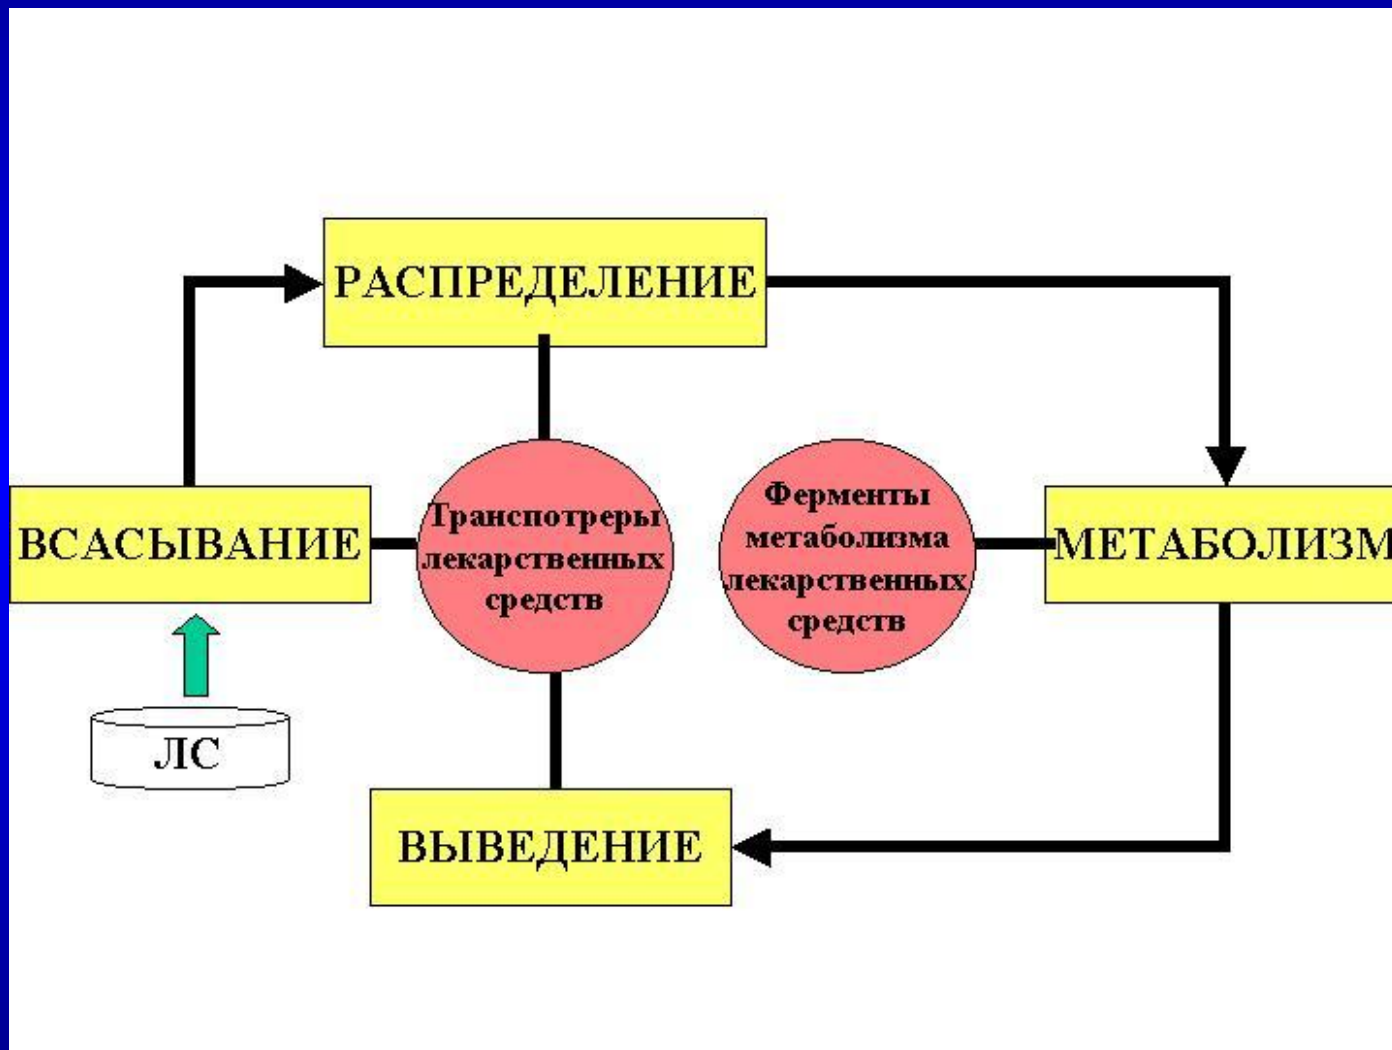 РАСПРЕДЕЛЕНИЕ
ВСАСЫВАНИЕ
Транспотреры
лекарственных
средств
Ферменты
метаболизма
лекарственных
средств
МЕТАБОЛИЗМ
ЛС
ВЫВЕДЕНИЕ